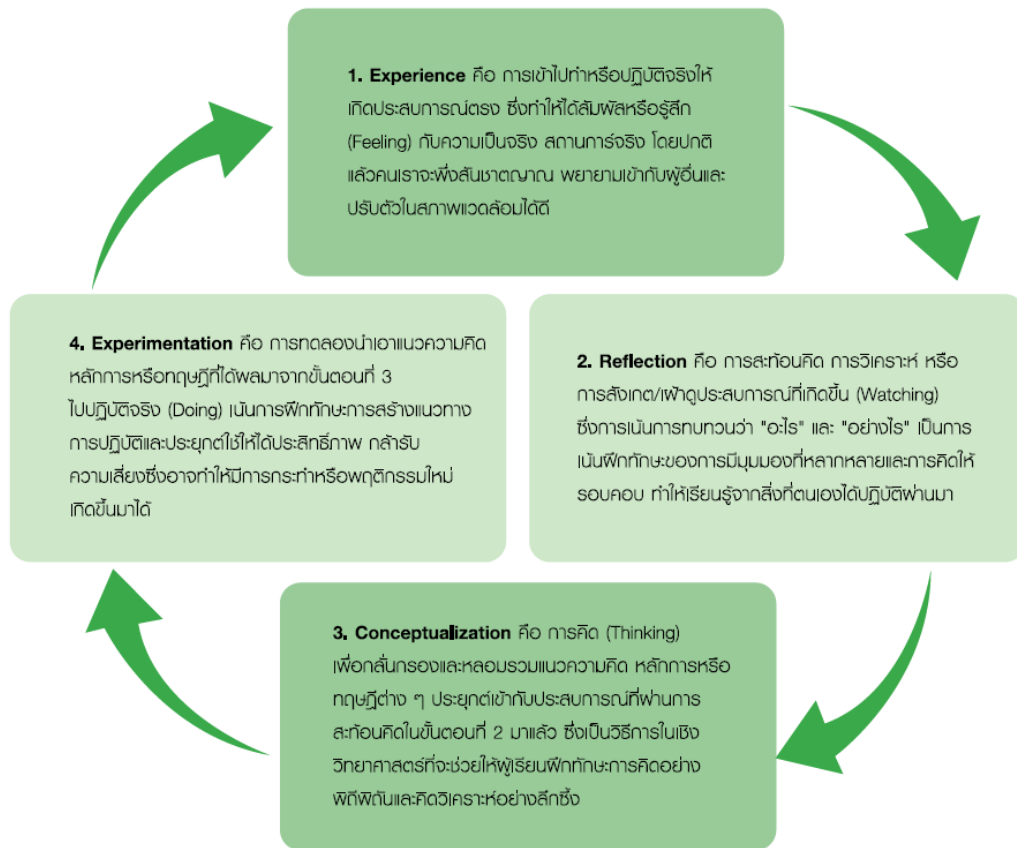 1. Experience คือ การเข้าไปทำหรือปฏิบัติจริงให้
เกิดประสบการณ์ตรง ซึ่งทำให้ได้สัมผัสหรือรู้สึก
(Feeling) กับความเป็นจริง สถานการ์จริง โดยปกติ
แล้วคนเราจะพึ่งสันชาตญาณ พยายามเข้ากับผู้อื่นและ
ปรับตัวในสภาพแวดล้อมได้ดี
2. Reflection คือ การสะท้อนคิด การวิเคราะห์ หรือ
การสังเกต/เฝ้าดูประสบการณ์ที่เกิดขึ้น (Watching)
ซึ่งการเน้นการทบทวนว่า "อะไร" และ "อย่างไร" เป็นการ
เน้นฝึกทักษะของการมีมุมมองที่หลากหลายและการคิดให้
รอบคอบ ทำให้เรียนรู้จากสิ่งที่ตนเองได้ปฏิบัติผ่านมา
3. Conceptualization คือ การคิด (Thinking)
เพื่อกลั่นกรองและหลอมรวมแนวความคิด หลักการหรือ
ทฤษฎีต่าง ๆ ประยุกต์เข้ากับประสบการณ์ที่ผ่านการ
สะท้อนคิดในขั้นตอนที่ 2 มาแล้ว ซึ่งเป็นวิธีการในเชิง
วิทยาศาสตร์ที่จะช่วยให้ผู้เรียนฝึกทักษะการคิดอย่าง
พิถีพิถันและคิดวิเคราะห์อย่างลึกซึ้ง
4. Experimentation คือ การทดลองนำเอาแนวความคิด
หลักการหรือทฤษฎีที่ได้ผลมาจากขั้นตอนที่ 3
ไปปฏิบัติจริง (Doing) เน้นการฝึกทักษะการสร้างแนวทาง
การปฏิบัติและประยุกต์ใช้ให้ได้ประสิทธิ์ภาพ กล้ารับ
ความเสี่ยงซึ่งอาจทำให้มีการกระทำหรือพฤติกรรมใหม่
เกิดขึ้นมาได้